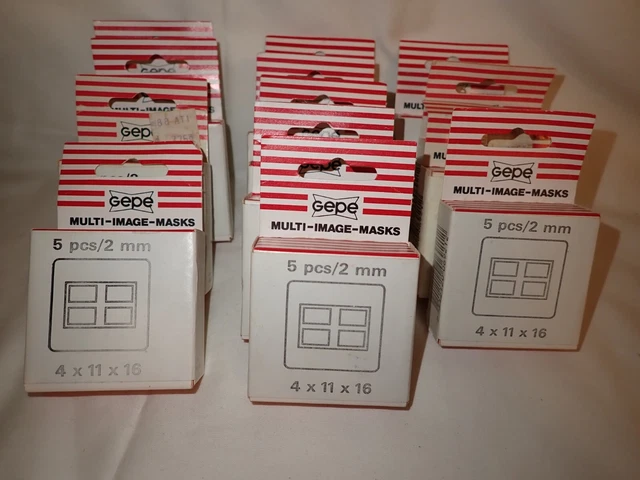 Gepe
Gepe
Gepe
MULTI-IMAGE-MASKS
5 pcs/2 mm
4 x 11 x 16
Gepe
MULTI-IMAGE-MASKS
5 pcs/2 mm
4 x 11 x 16
Gepe
MULTI-IMAGE-MASKS
5 pcs/2 mm
4 x 11 x 16